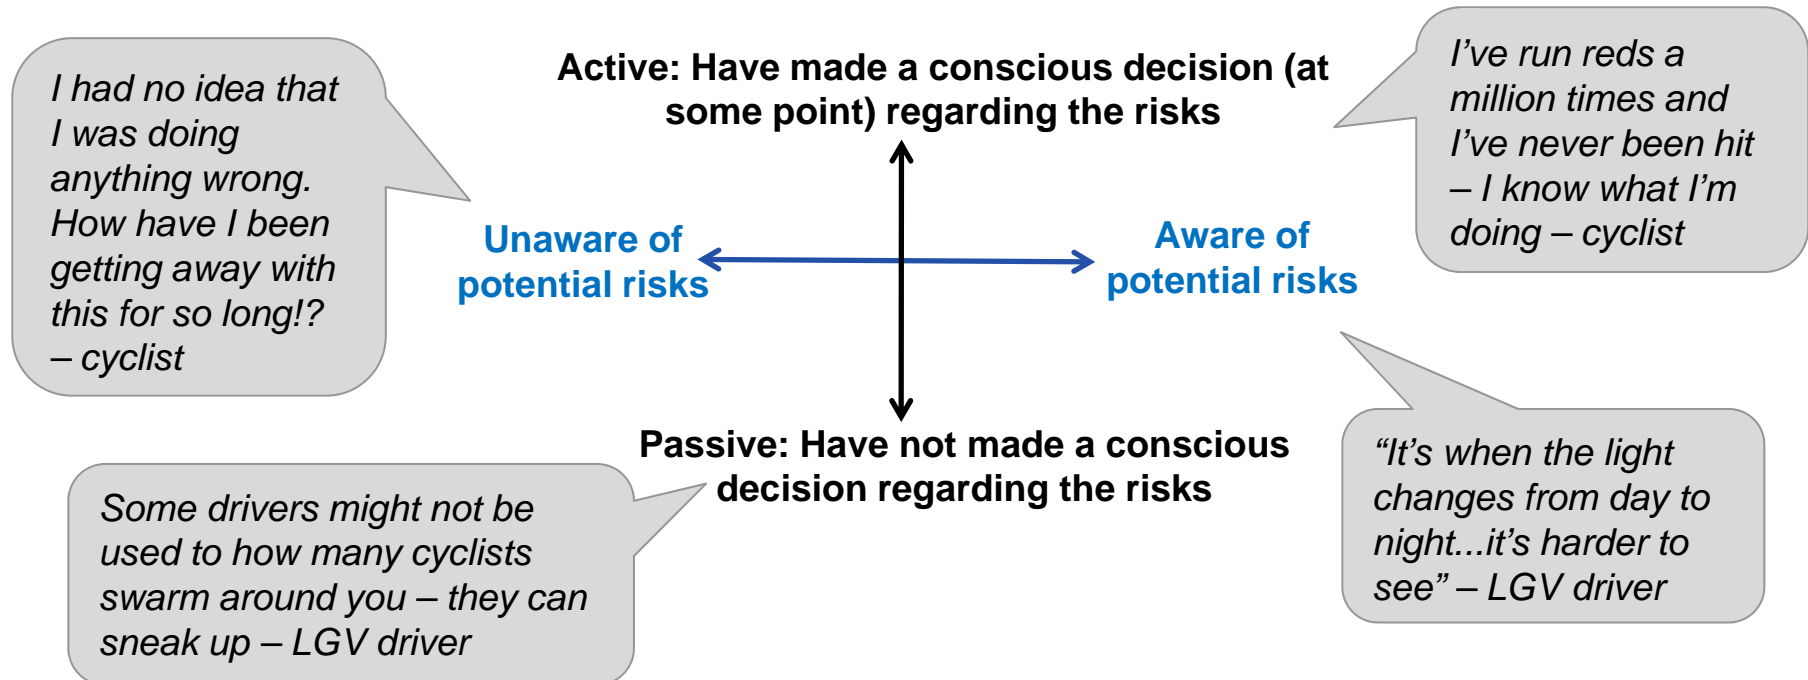 Active: Have made a conscious decision (at
some point) regarding the risks
I had no idea that
I was doing
anything wrong.
How have I been
getting away with
this for so long!?
– cyclist
I’ve run reds a
million times and
I’ve never been hit
– I know what I’m
doing – cyclist
Unaware of
potential risks
Aware of
potential risks
Passive: Have not made a conscious
decision regarding the risks
Some drivers might not be
used to how many cyclists
swarm around you – they can
sneak up – LGV driver
“It’s when the light
changes from day to
night...it’s harder to
see” – LGV driver